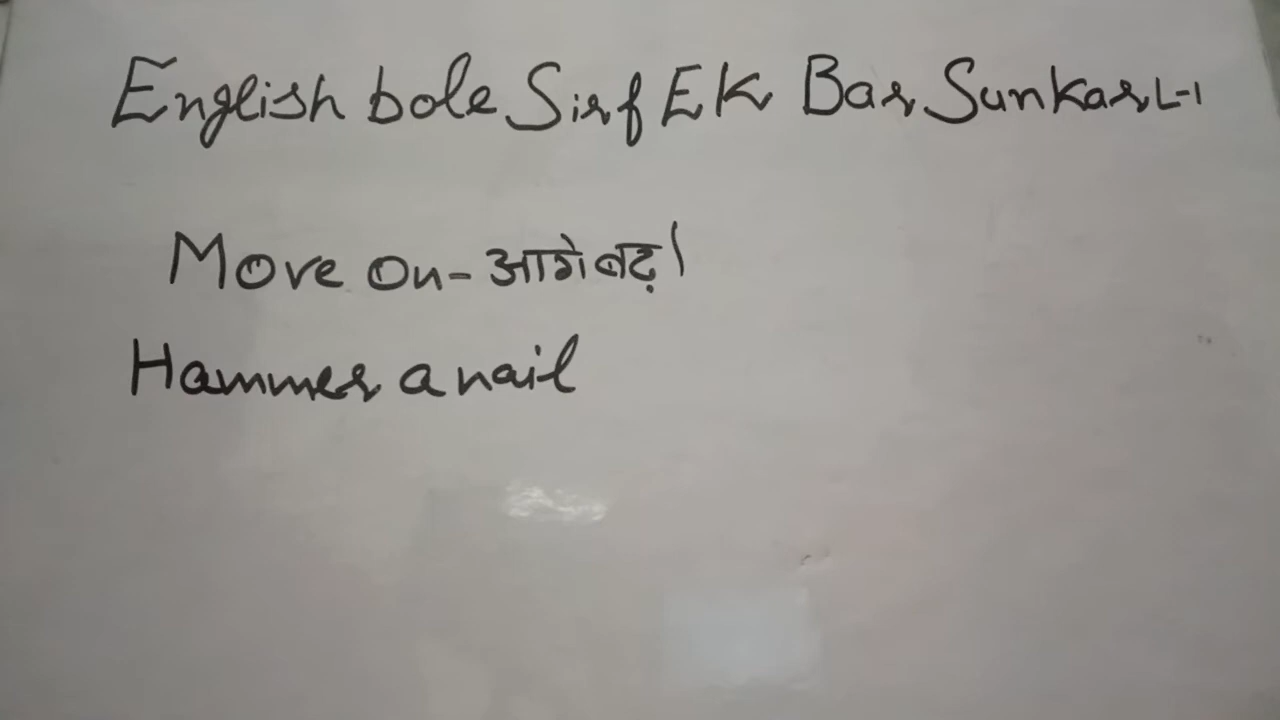 English bole Sirf EK Bar Sunkar L-1
Move on - आगे बढ़।
Hammer a nail